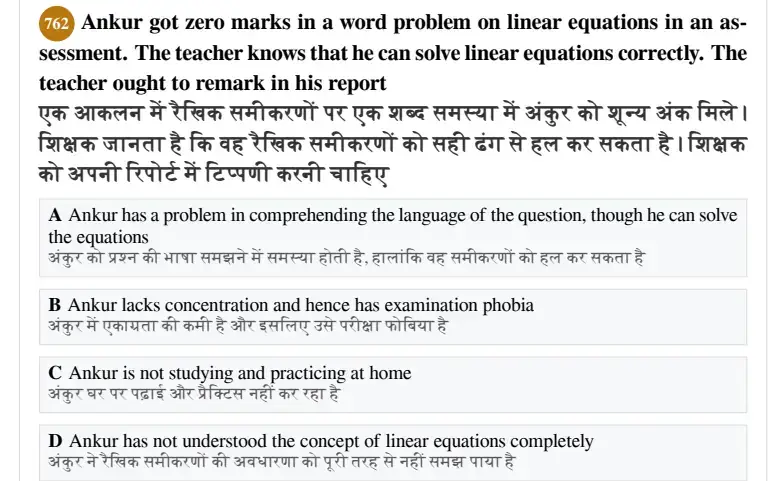 762 Ankur got zero marks in a word problem on linear equations in an as-
sessment. The teacher knows that he can solve linear equations correctly. The
teacher ought to remark in his report
एक आकलन में रैखिक समीकरणों पर एक शब्द समस्या में अंकुर को शून्य अंक मिले।
शिक्षक जानता है कि वह रैखिक समीकरणों को सही ढंग से हल कर सकता है। शिक्षक
को अपनी रिपोर्ट में टिप्पणी करनी चाहिए
A Ankur has a problem in comprehending the language of the question, though he can solve
the equations
अंकुर को प्रश्न की भाषा समझने में समस्या होती है, हालांकि वह समीकरणों को हल कर सकता है
B Ankur lacks concentration and hence has examination phobia
अंकुर में एकाग्रता की कमी है और इसलिए उसे परीक्षा फोबिया है
C Ankur is not studying and practicing at home
अंकुर घर पर पढ़ाई और प्रैक्टिस नहीं कर रहा है
D Ankur has not understood the concept of linear equations completely
अंकुर ने रैखिक समीकरणों की अवधारणा को पूरी तरह से नहीं समझ पाया है